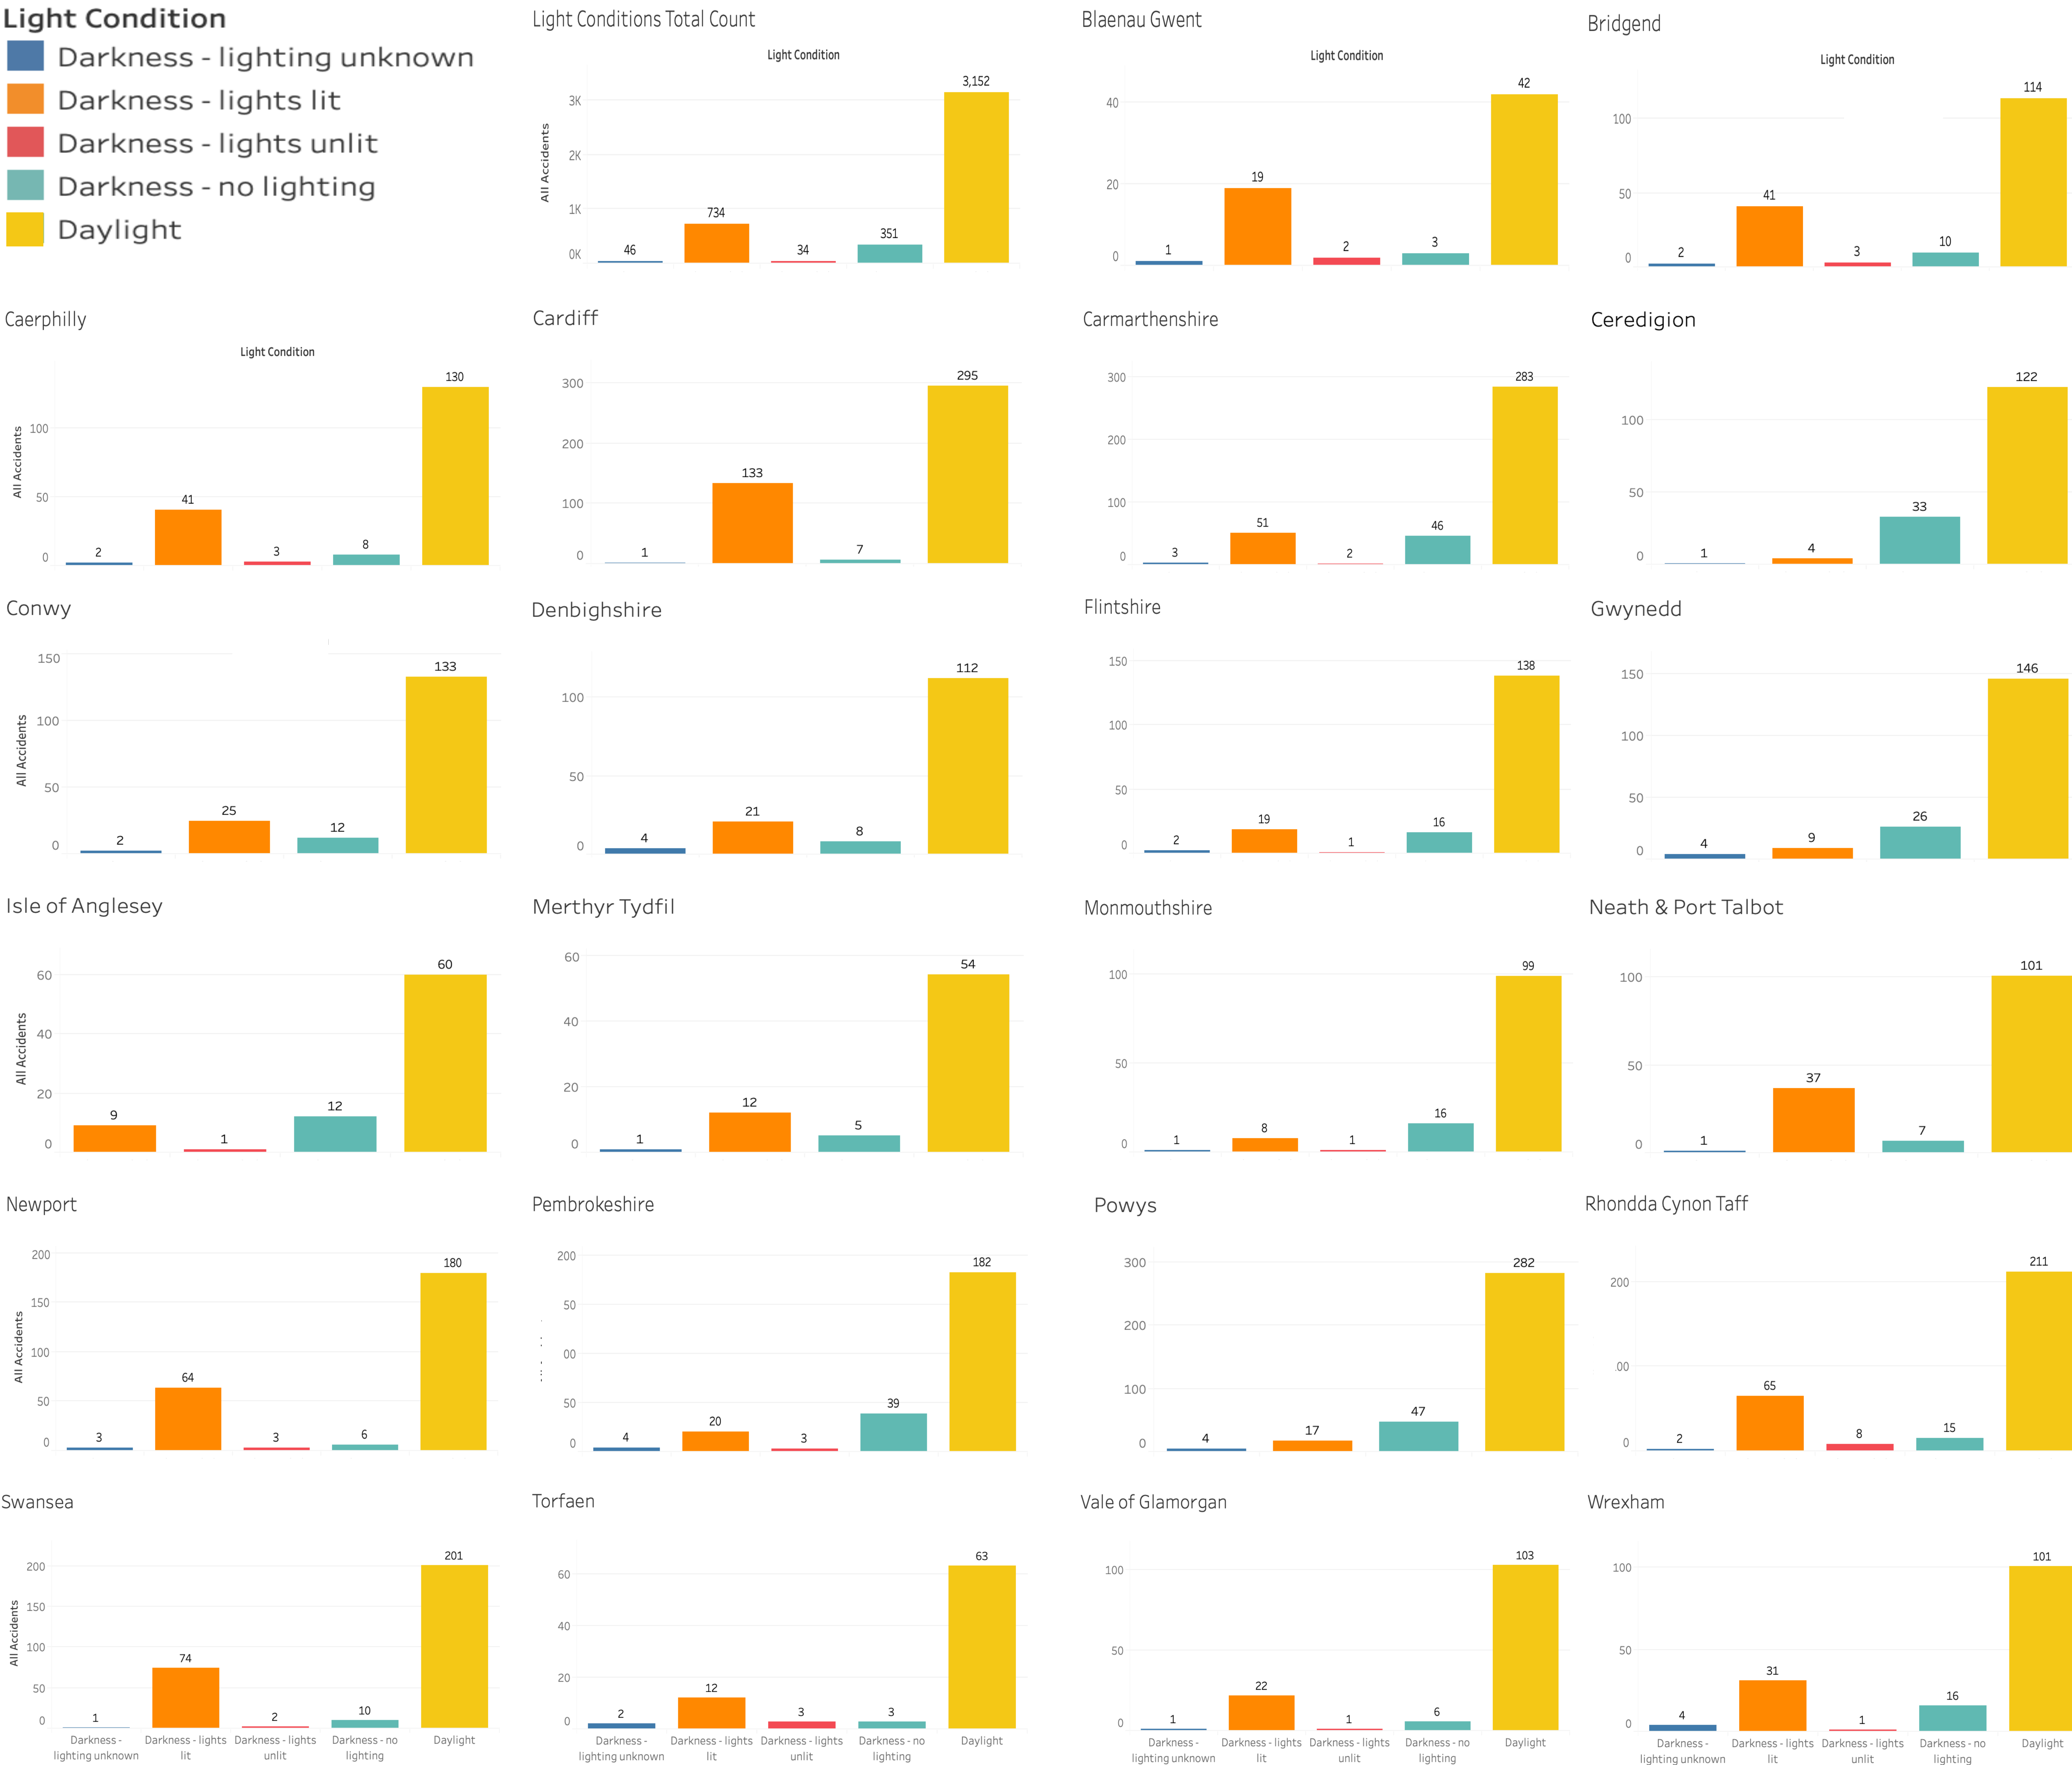 Light Condition
Darkness - lighting unknown
Darkness - lights lit
Darkness - lights unlit
Darkness - no lighting
Daylight
Light Conditions Total Count
Light Condition
All Accidents
3K
2K
1K
0K
46
734
34
351
3,152
Blaenau Gwent
Light Condition
40
20
0
1
19
2
3
42
Bridgend
Light Condition
100
50
0
2
41
3
10
114
Caerphilly
Light Condition
All Accidents
100
50
0
2
41
3
8
130
Cardiff
300
200
100
0
1
133
7
295
Carmarthenshire
300
200
100
0
3
51
2
46
283
Ceredigion
100
50
0
1
4
33
122
Conwy
All Accidents
150
100
50
0
2
25
12
133
Denbighshire
100
50
0
4
21
8
112
Flintshire
150
100
50
0
2
19
1
16
138
Gwynedd
150
100
50
0
4
9
26
146
Isle of Anglesey
All Accidents
60
40
20
0
9
1
12
60
Merthyr Tydfil
60
40
20
0
1
12
5
54
Monmouthshire
100
50
0
1
8
1
16
99
Neath & Port Talbot
100
50
0
1
37
7
101
Newport
All Accidents
200
150
100
50
0
3
64
3
6
180
Pembrokeshire
200
50
00
50
0
4
20
3
39
182
Powys
300
200
100
0
4
17
47
282
Rhondda Cynon Taff
200
00
0
2
65
8
15
211
Swansea
All Accidents
200
150
100
50
0
1
74
2
10
201
Darkness -
lighting unknown
Darkness - lights
lit
Darkness - lights
unlit
Darkness - no
lighting
Daylight
Torfaen
60
40
20
0
2
12
3
3
63
Darkness -
lighting unknown
Darkness - lights
lit
Darkness - lights
unlit
Darkness - no
lighting
Daylight
Vale of Glamorgan
100
50
0
1
22
1
6
103
Darkness -
lighting unknown
Darkness - lights
lit
Darkness - lights
unlit
Darkness - no
lighting
Daylight
Wrexham
100
50
0
4
31
1
16
101
Darkness -
lighting unknown
Darkness - lights
lit
Darkness - lights
unlit
Darkness - no
lighting
Daylight